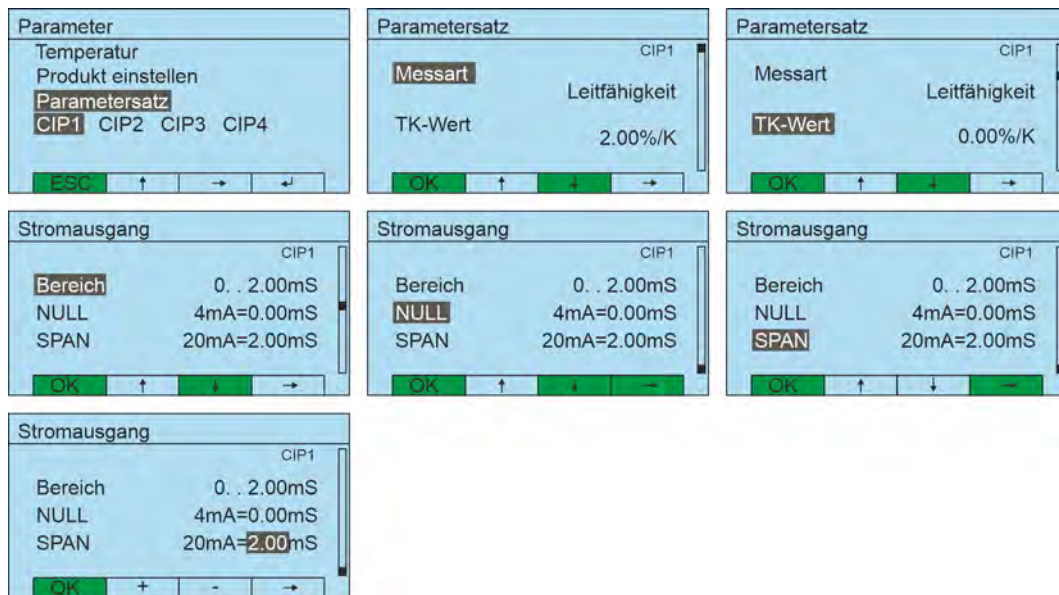 Parameter
Temperatur
Produkt einstellen
Parametersatz
CIP1 CIP2 CIP3 CIP4
ESC ↑ → ↵
Parametersatz
CIP1
Messart
Leitfähigkeit
TK-Wert
2.00%/K
OK ↑ ↓ →
Parametersatz
CIP1
Messart
Leitfähigkeit
TK-Wert
0.00%/K
OK ↑ ↓ →
Stromausgang
CIP1
Bereich 0. . 2.00mS
NULL 4mA=0.00mS
SPAN 20mA=2.00mS
OK ↑ ↓ →
Stromausgang
CIP1
Bereich 0. . 2.00mS
NULL 4mA=0.00mS
SPAN 20mA=2.00mS
OK ↑ ↓ →
Stromausgang
CIP1
Bereich 0. . 2.00mS
NULL 4mA=0.00mS
SPAN 20mA=2.00mS
OK ↑ ↓ →
Stromausgang
CIP1
Bereich 0. . 2.00mS
NULL 4mA=0.00mS
SPAN 20mA=2.00mS
OK + - →